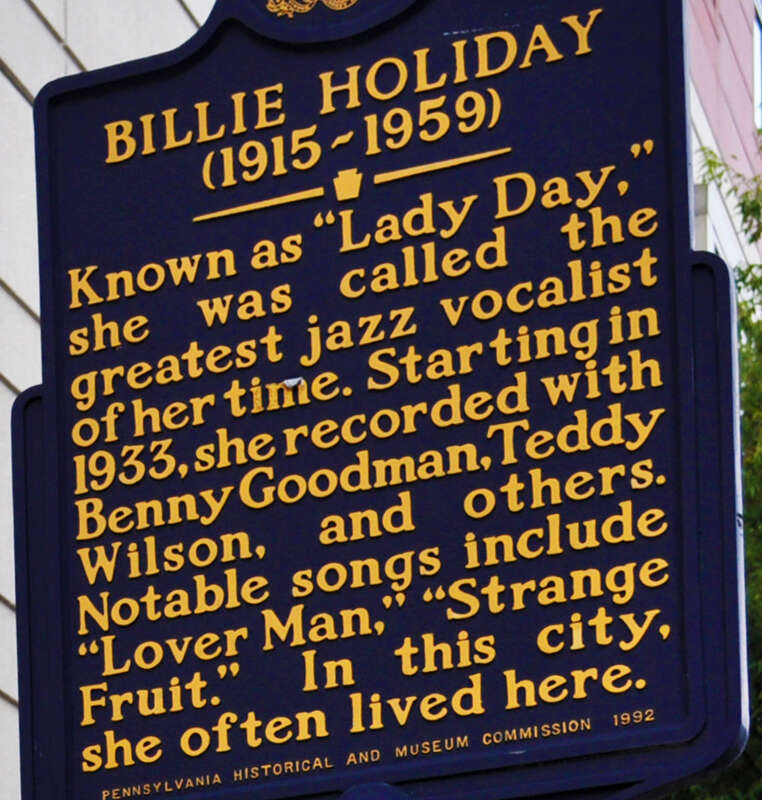 BILLIE HOLIDAY
(1915~1959)
Known as "Lady Day,"
she was called the
greatest jazz vocalist
of her time. Starting in
1933, she recorded with
Benny Goodman, Teddy
Wilson, and others.
Notable songs include
"Lover Man," "Strange
Fruit." In this city,
she often lived here.
PENNSYLVANIA HISTORICAL AND MUSEUM COMMISSION 1992